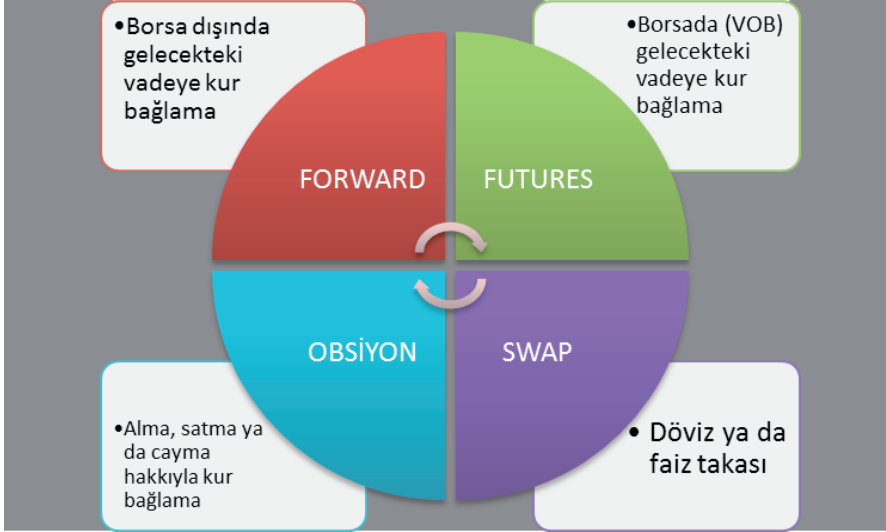 •Borsa dışında
gelecekteki
vadeye kur
bağlama
•Borsada (VOB)
gelecekteki
vadeye kur
bağlama
FORWARD
FUTURES
OBSİYON
SWAP
•Alma, satma ya
da cayma
hakkıyla kur
bağlama
• Döviz ya da
faiz takası